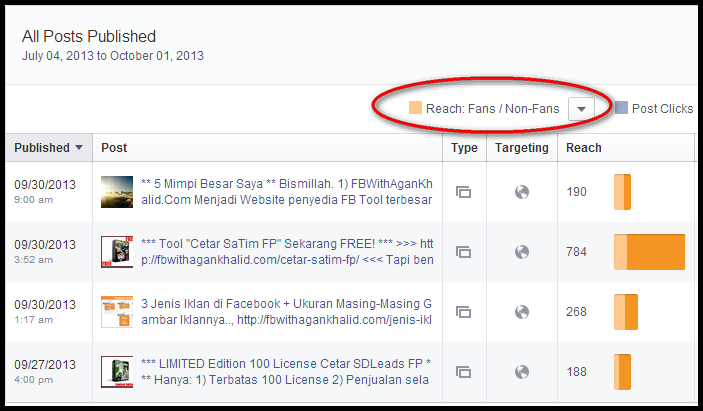 All Posts Published
July 04, 2013 to October 01, 2013
Reach: Fans / Non-Fans
Post Clicks
Published Post Type Targeting Reach
09/30/2013
9:00 am
** 5 Mimpi Besar Saya ** Bismillah. 1) FBWithAganKh
alid.Com Menjadi Website penyedia FB Tool terbesar
190
09/30/2013
3:52 am
*** Tool "Cetar SaTim FP" Sekarang FREE! *** >>> htt
p://fbwithagankhalid.com/cetar-satim-fp/ <<< Tapi ben
784
09/30/2013
1:17 am
3 Jenis Iklan di Facebook + Ukuran Masing-Masing G
ambar Iklannya.., http://fbwithagankhalid.com/jenis-ikl
268
09/27/2013
4:00 pm
*** LIMITED Edition 100 License Cetar SDLeads FP *
** Hanya: 1) Terbatas 100 License 2) Penjualan sela
188